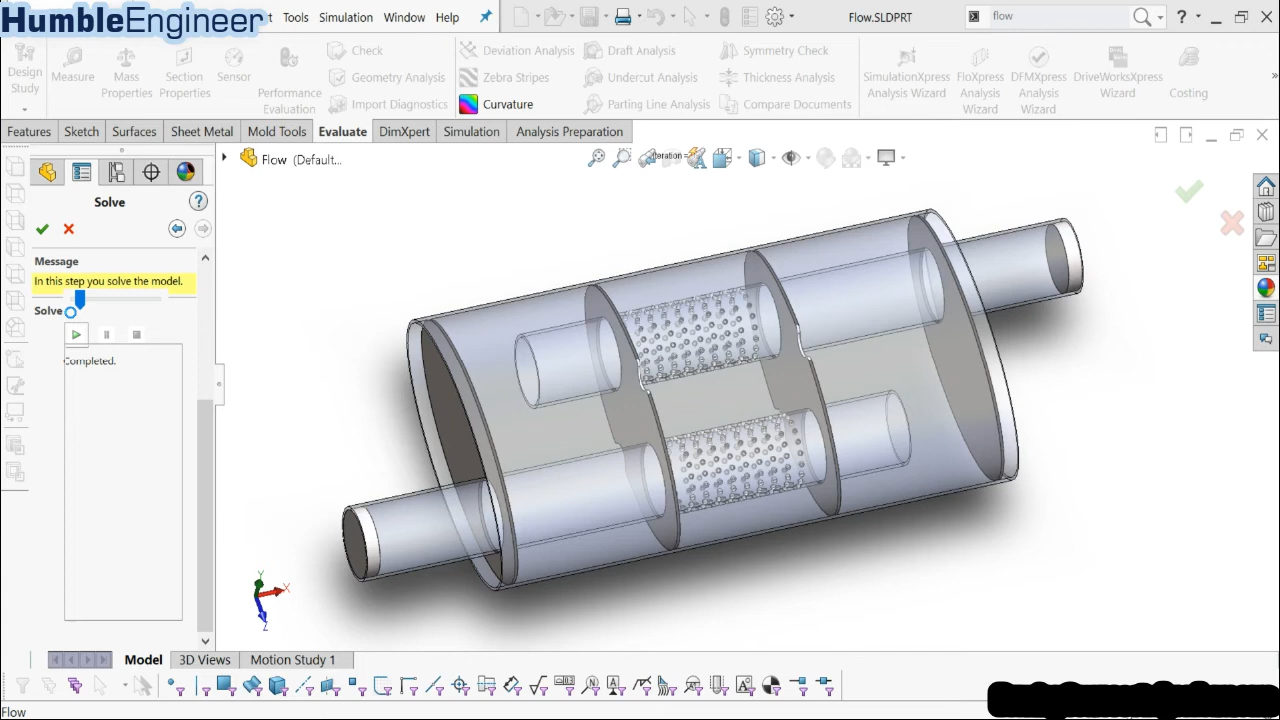 HumbleEngineer
Tools Simulation Window Help
Flow.SLDPRT
flow
Design Study
Measure
Mass Properties
Section Properties
Sensor
Performance Evaluation
Check
Geometry Analysis
Import Diagnostics
Deviation Analysis
Zebra Stripes
Curvature
Draft Analysis
Undercut Analysis
Parting Line Analysis
Symmetry Check
Thickness Analysis
Compare Documents
SimulationXpress Analysis Wizard
FloXpress Analysis Wizard
DFMXpress Analysis Wizard
DriveWorksXpress Wizard
Costing
Features Sketch Surfaces Sheet Metal Mold Tools Evaluate DimXpert Simulation Analysis Preparation
Flow (Default...
Iteration =
Solve
Message
In this step you solve the model.
Solve
Completed.
Y
X
Z
Model 3D Views Motion Study 1
Flow